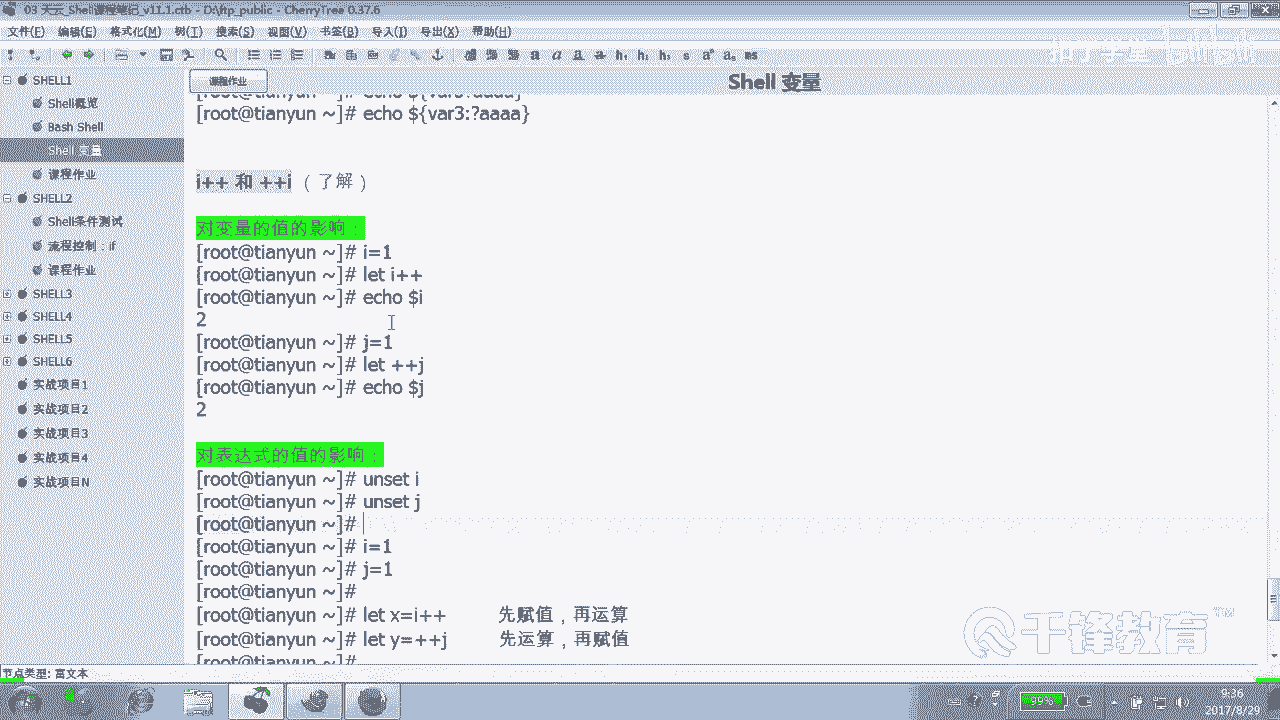 03 天云 Shell课程笔记_v11.1.ctb - D:\ftp_public - CherryTree 0.37.6
文件(F) 编辑(E) 格式化(M) 树(T) 搜索(S) 视图(V) 书签(B) 导入(I) 导出(X) 帮助(H)
SHELL1
Shell概览
Bash Shell
Shell 变量
课程作业
SHELL2
Shell条件测试
流程控制：if
课程作业
SHELL3
SHELL4
SHELL5
SHELL6
实战项目1
实战项目2
实战项目3
实战项目4
实战项目N
课程作业
Shell 变量
[root@tianyun ~]# echo ${var3:?aaaa}
i++ 和 ++i （了解）
对变量的值的影响：
[root@tianyun ~]# i=1
[root@tianyun ~]# let i++
[root@tianyun ~]# echo $i
2
[root@tianyun ~]# j=1
[root@tianyun ~]# let ++j
[root@tianyun ~]# echo $j
2
对表达式的值的影响：
[root@tianyun ~]# unset i
[root@tianyun ~]# unset j
[root@tianyun ~]#
[root@tianyun ~]# i=1
[root@tianyun ~]# j=1
[root@tianyun ~]#
[root@tianyun ~]# let x=i++ 先赋值，再运算
[root@tianyun ~]# let y=++j 先运算，再赋值
[root@tianyun ~]#
千锋教育™
节点类型: 富文本
99%
9:36
2017/8/29